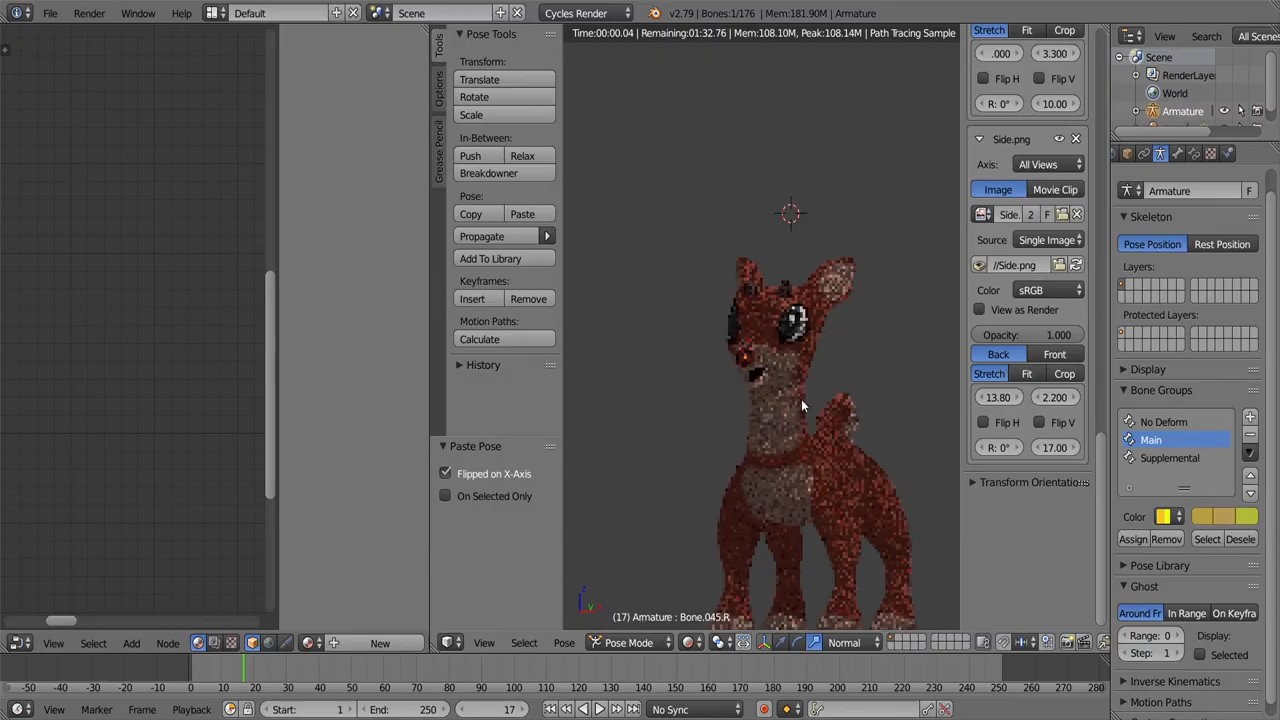 File Render Window Help Default Scene Cycles Render v2.79 | Bones:1/176 | Mem:181.90M | Armature
Time:00:00.04 | Remaining:01:32.76 | Mem:108.10M, Peak:108.14M | Path Tracing Sample
Tools
Options
Grease Pencil
Pose Tools
Transform:
Translate
Rotate
Scale
In-Between:
Push Relax
Breakdowner
Pose:
Copy Paste
Propagate
Add To Library
Keyframes:
Insert Remove
Motion Paths:
Calculate
History
Paste Pose
Flipped on X-Axis
On Selected Only
z
y
(17) Armature : Bone.045.R
Stretch Fit Crop
.000 3.300
Flip H Flip V
R: 0° 10.00
Side.png
Axis: All Views
Image Movie Clip
Side. 2 F
Source Single Image
//Side.png
Color sRGB
View as Render
Opacity: 1.000
Back Front
Stretch Fit Crop
13.80 2.200
Flip H Flip V
R: 0° 17.00
Transform Orientatio
View Search All Scenes
Scene
RenderLaye
World
Armature
Armature F
Skeleton
Pose Position Rest Position
Layers:
Protected Layers:
Display
Bone Groups
No Deform
Main
Supplemental
Color
Assign Remov Select Desele
Pose Library
Ghost
Around Fr In Range On Keyfra
Range: 0 Display:
Step: 1 Selected
Inverse Kinematics
Motion Paths
View Select Add Node New
View Select Pose Pose Mode Normal
-50 -40 -30 -20 -10 0 10 20 30 40 50 60 70 80 90 100 110 120 130 140 150 160 170 180 190 200 210 220 230 240 250 260 270 280
View Marker Frame Playback Start: 1 End: 250 17 No Sync